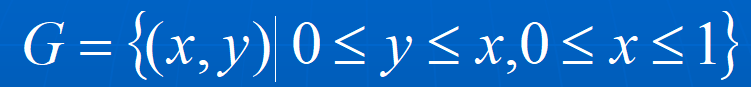 G = {(x, y)| 0 ≤ y ≤ x,0 ≤ x ≤ 1}